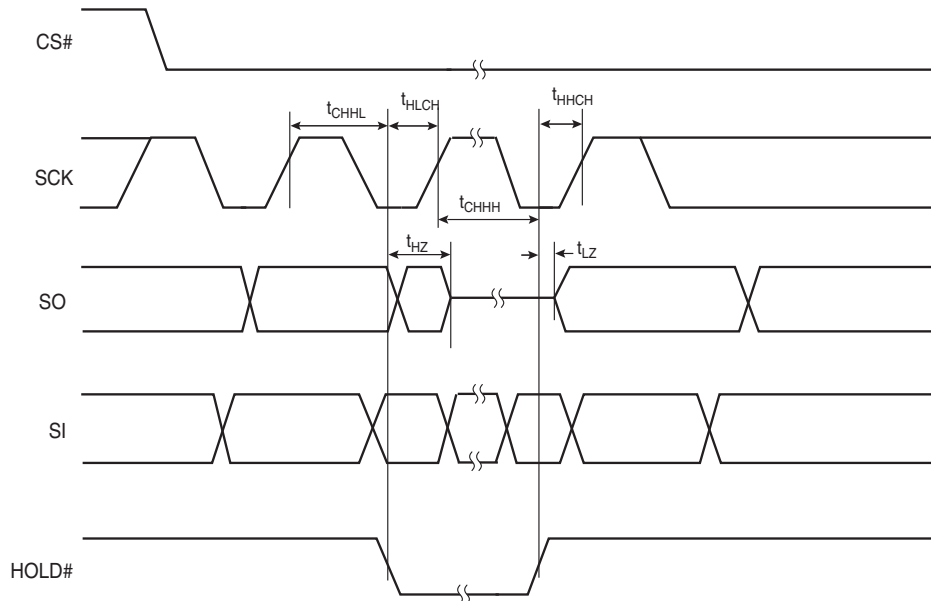 CS#
tCHHL
tHLCH
tHHCH
SCK
tCHHH
tHZ
tLZ
SO
SI
HOLD#